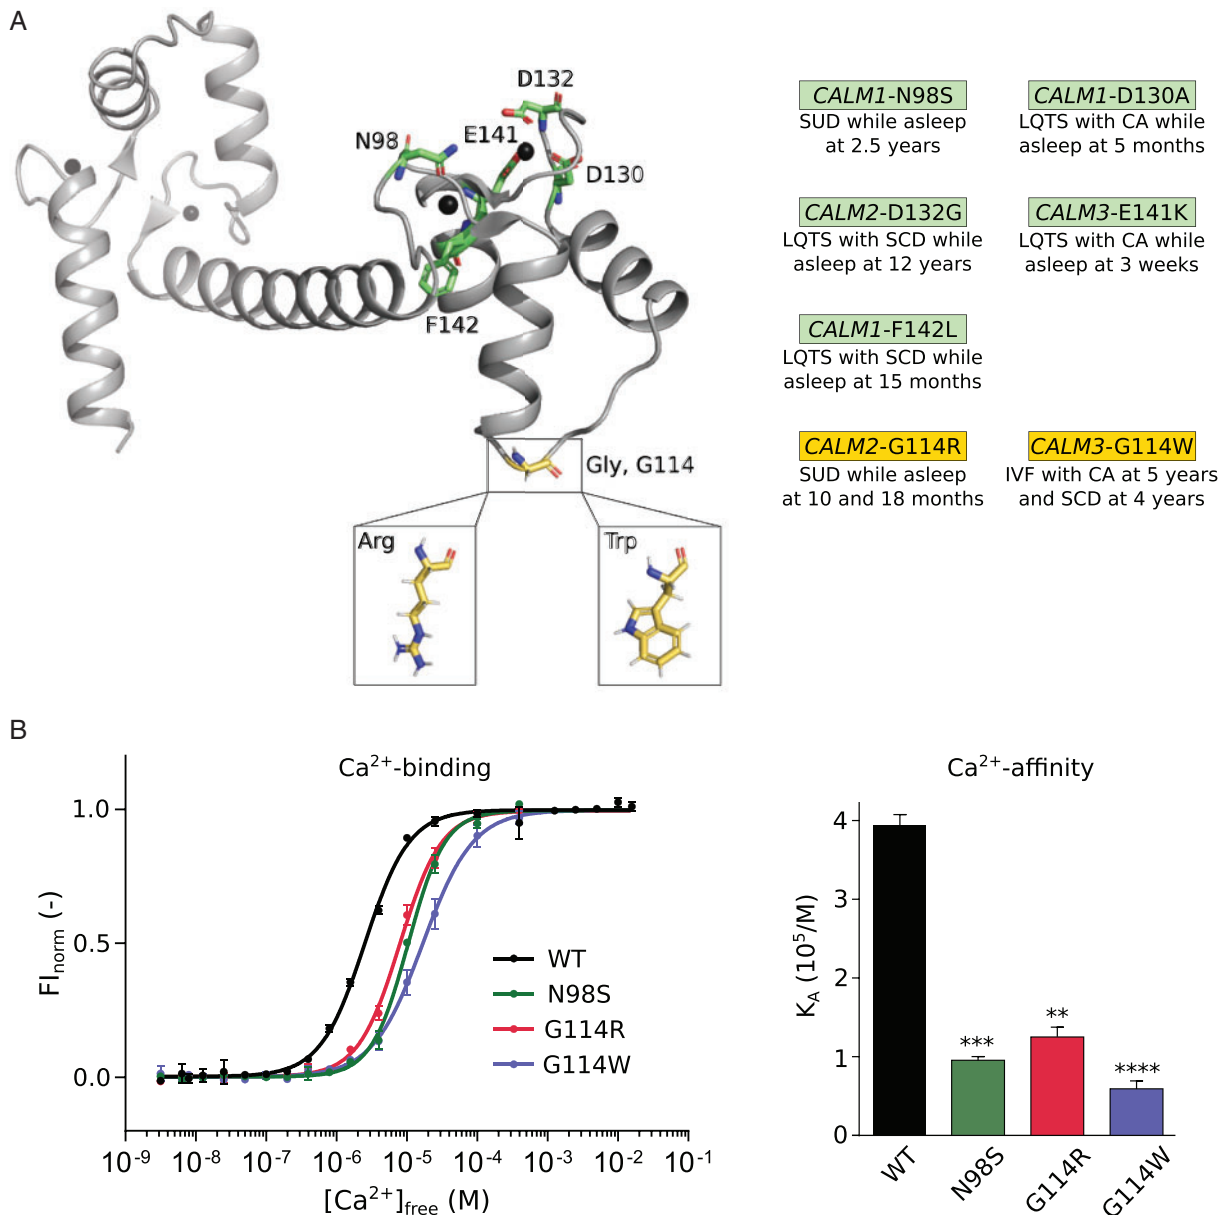 A
D132
N98
E141
D130
F142
Gly, G114
Arg
Trp
CALM1-N98S
SUD while asleep
at 2.5 years
CALM1-D130A
LQTS with CA while
asleep at 5 months
CALM2-D132G
LQTS with SCD while
asleep at 12 years
CALM3-E141K
LQTS with CA while
asleep at 3 weeks
CALM1-F142L
LQTS with SCD while
asleep at 15 months
CALM2-G114R
SUD while asleep
at 10 and 18 months
CALM3-G114W
IVF with CA at 5 years
and SCD at 4 years
B
Ca²⁺-binding
1.0
0.5
0.0
FIₙₒᵣₘ (-)
WT
N98S
G114R
G114W
10⁻⁹ 10⁻⁸ 10⁻⁷ 10⁻⁶ 10⁻⁵ 10⁻⁴ 10⁻³ 10⁻² 10⁻¹
[Ca²⁺]free (M)
Ca²⁺-affinity
4
3
2
1
0
K_A (10⁵/M)
***
**
****
WT
N98S
G114R
G114W